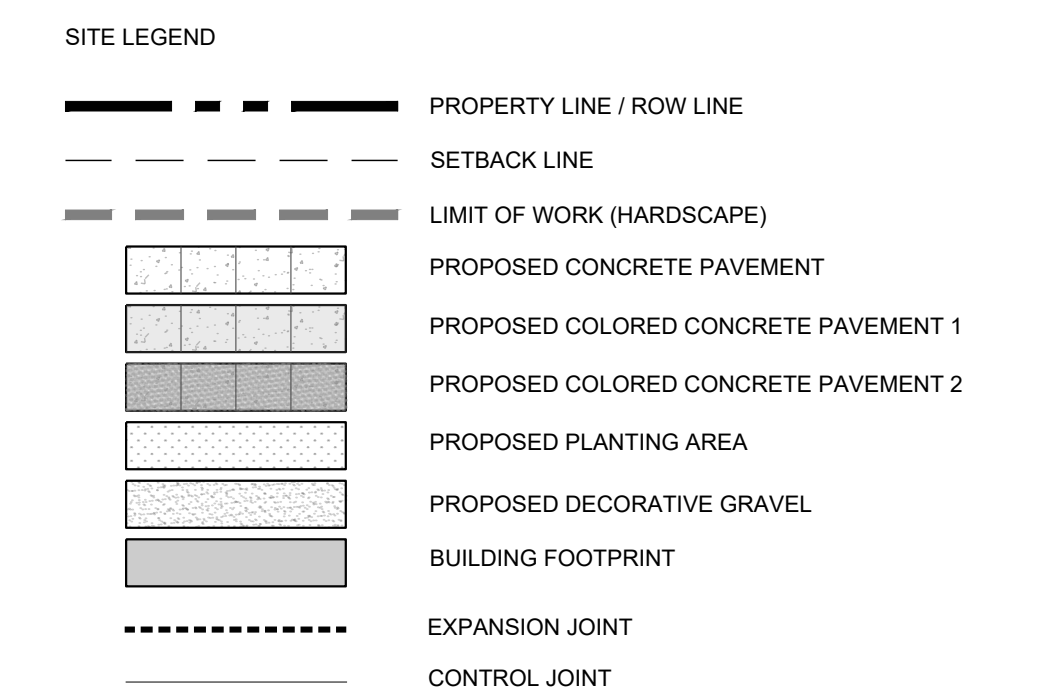 SITE LEGEND
PROPERTY LINE / ROW LINE
SETBACK LINE
LIMIT OF WORK (HARDSCAPE)
PROPOSED CONCRETE PAVEMENT
PROPOSED COLORED CONCRETE PAVEMENT 1
PROPOSED COLORED CONCRETE PAVEMENT 2
PROPOSED PLANTING AREA
PROPOSED DECORATIVE GRAVEL
BUILDING FOOTPRINT
EXPANSION JOINT
CONTROL JOINT